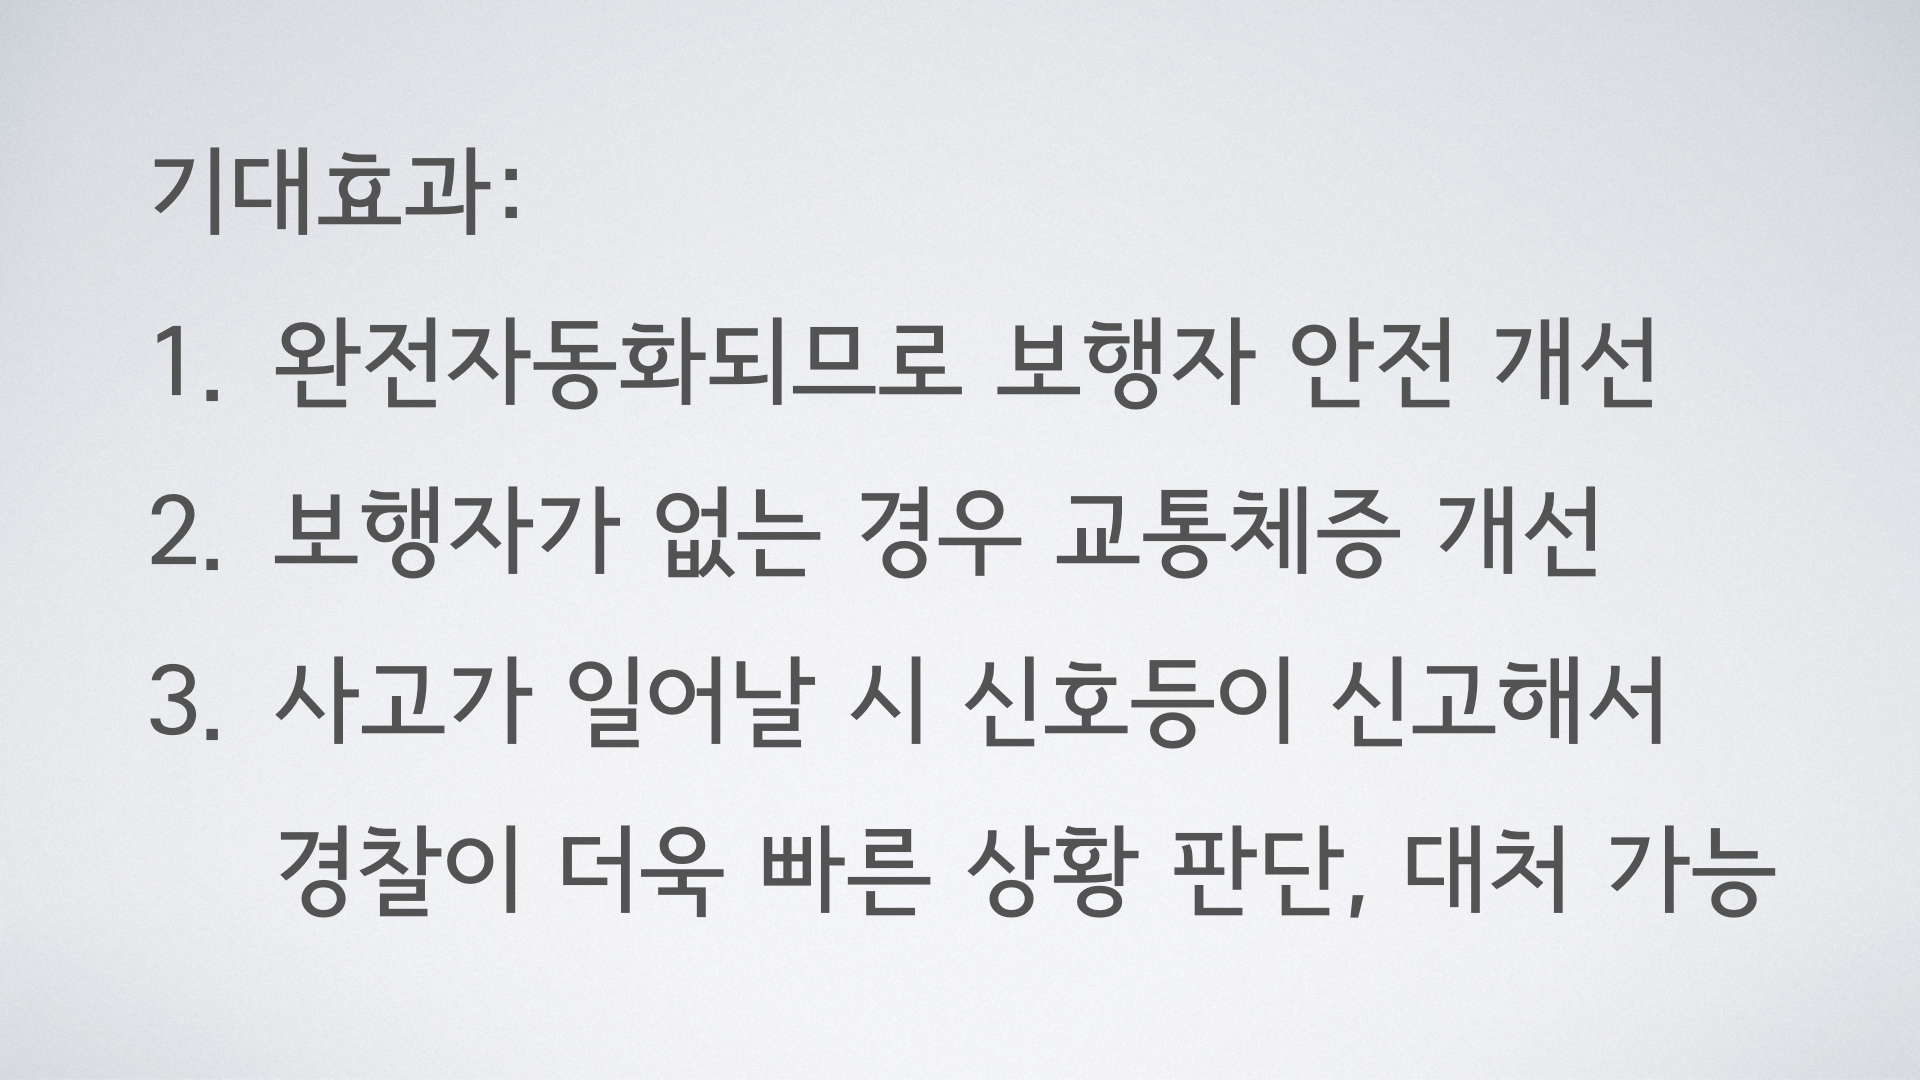 기대효과:
1. 완전자동화되므로 보행자 안전 개선
2. 보행자가 없는 경우 교통체증 개선
3. 사고가 일어날 시 신호등이 신고해서
경찰이 더욱 빠른 상황 판단, 대처 가능